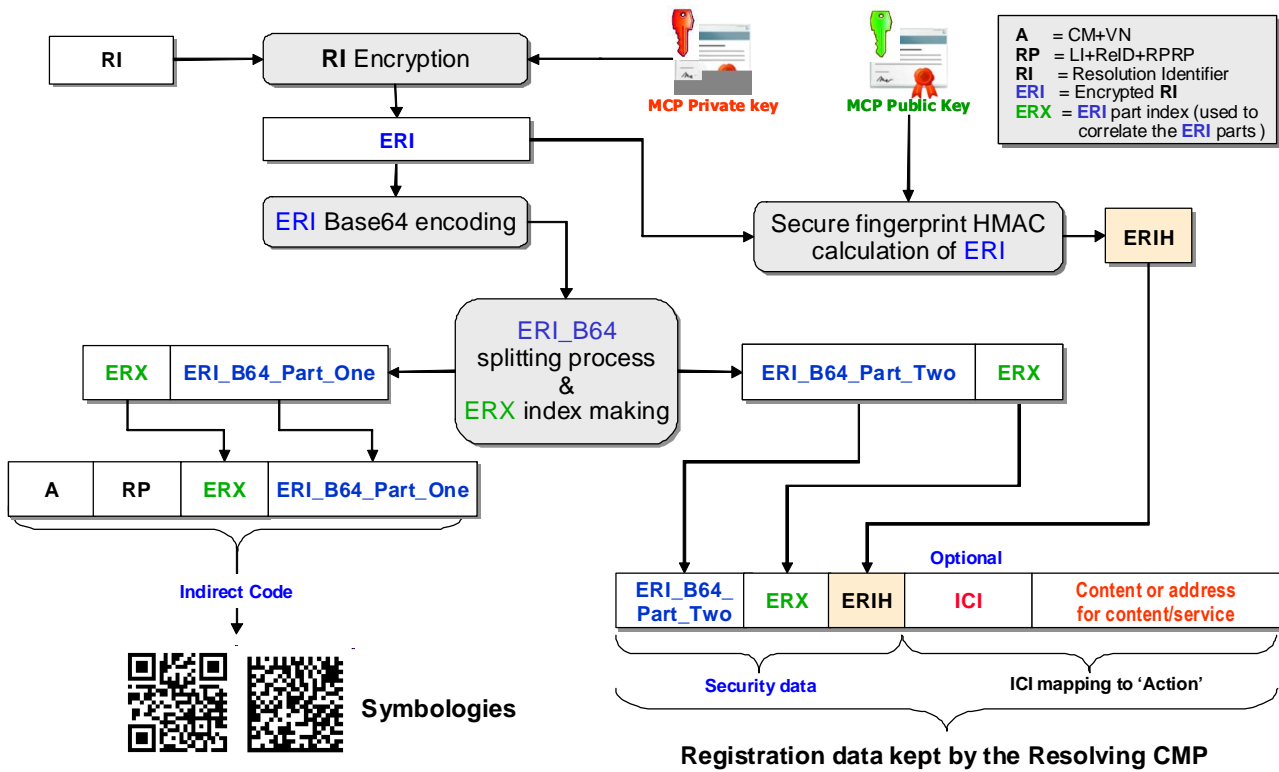 RI
RI Encryption
MCP Private key
MCP Public Key
A = CM+VN
RP = LI+ReID+RPRP
RI = Resolution Identifier
ERI = Encrypted RI
ERX = ERI part index (used to
correlate the ERI parts )
ERI
ERI Base64 encoding
Secure fingerprint HMAC
calculation of ERI
ERIH
ERI_B64
splitting process
&
ERX index making
ERX
ERI_B64_Part_One
ERI_B64_Part_Two
ERX
A
RP
ERX
ERI_B64_Part_One
Indirect Code
Optional
ERI_B64_
Part_Two
ERX
ERIH
ICI
Content or address
for content/service
Security data
ICI mapping to ‘Action’
Symbologies
Registration data kept by the Resolving CMP